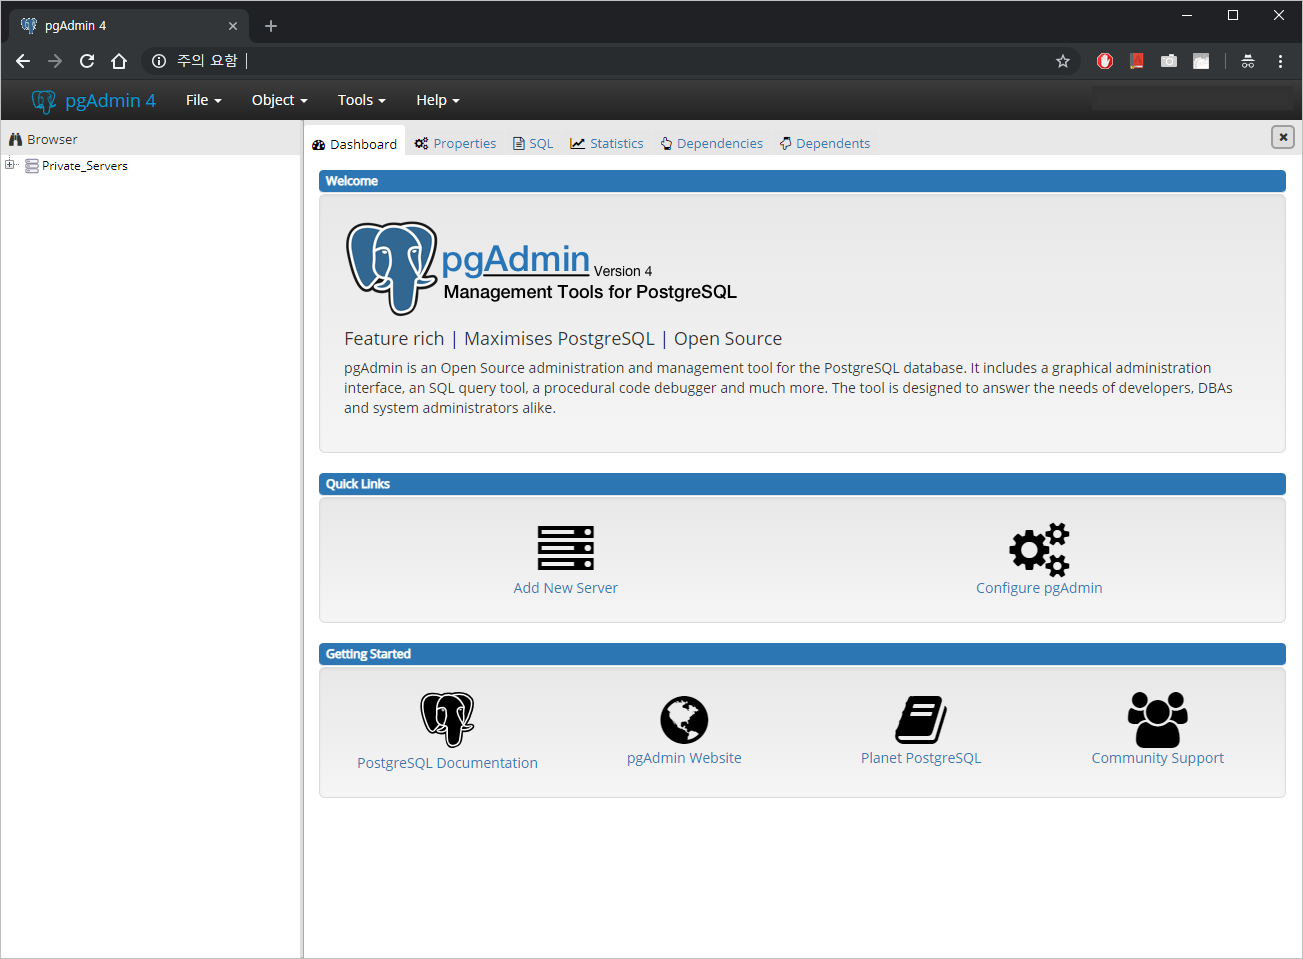 pgAdmin 4
주의 요함
pgAdmin 4 File Object Tools Help
Browser
Private_Servers
Dashboard Properties SQL Statistics Dependencies Dependents
Welcome
pgAdmin Version 4
Management Tools for PostgreSQL
Feature rich | Maximises PostgreSQL | Open Source
pgAdmin is an Open Source administration and management tool for the PostgreSQL database. It includes a graphical administration
interface, an SQL query tool, a procedural code debugger and much more. The tool is designed to answer the needs of developers, DBAs
and system administrators alike.
Quick Links
Add New Server Configure pgAdmin
Getting Started
PostgreSQL Documentation pgAdmin Website Planet PostgreSQL Community Support